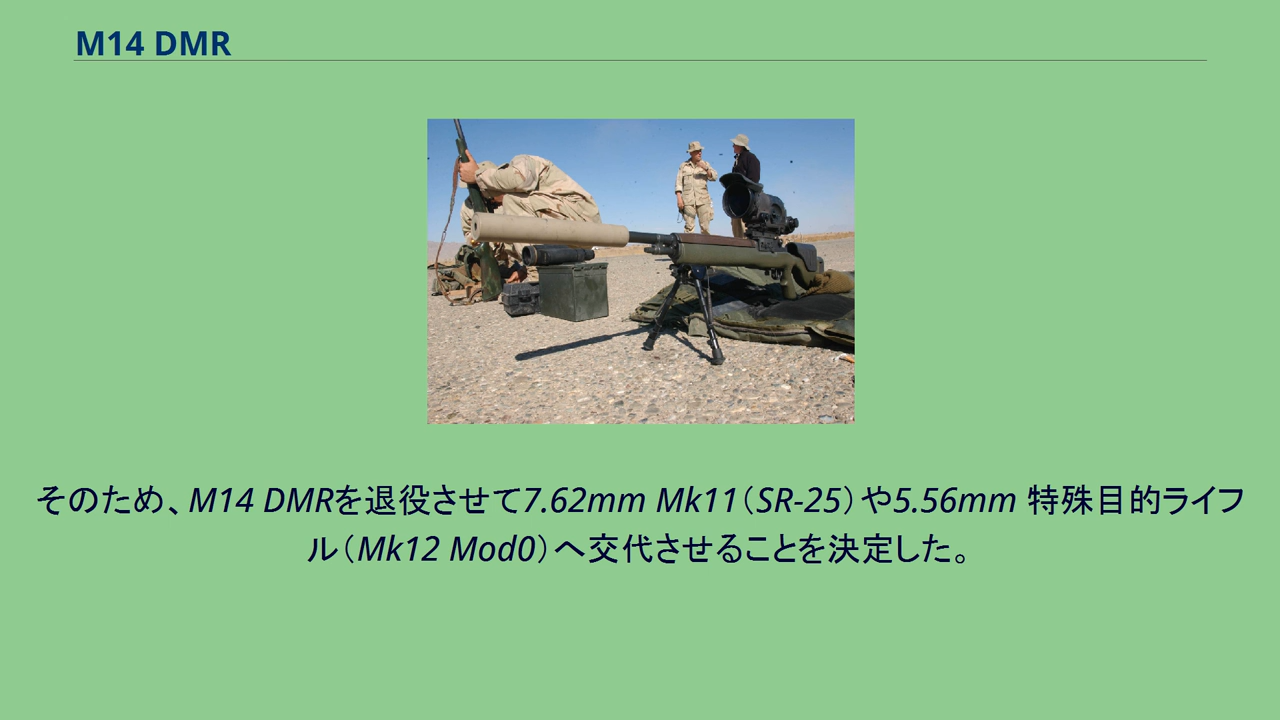 M14 DMR
そのため、M14 DMRを退役させて7.62mm Mk11（SR-25）や5.56mm 特殊目的ライフ
ル（Mk12 Mod0）へ交代させることを決定した。